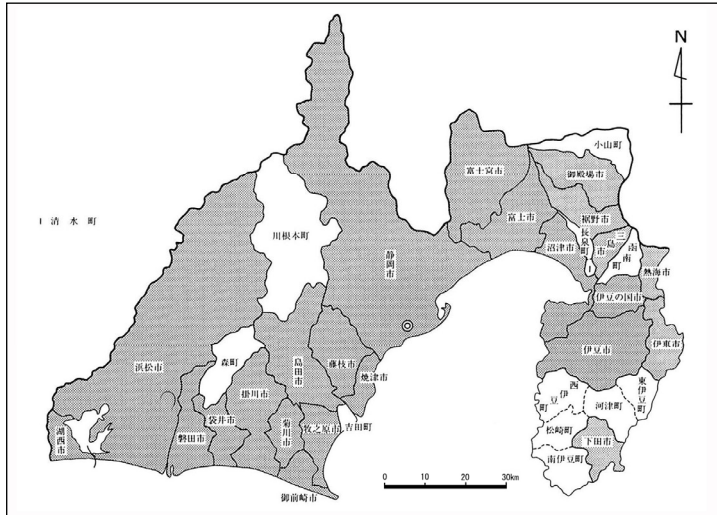 N
小山町
御殿場市
富士宮市
裾野市
1 清水町
富士市
長泉町
三島市
函南町
川根本町
沼津市
1
静岡市
熱海市
伊豆の国市
伊東市
伊豆市
森町
島田市
藤枝市
浜松市
焼津市
掛川市
西伊豆町
東伊豆町
河津町
湖西市
袋井市
菊川市
牧之原市
吉田町
磐田市
松崎町
下田市
南伊豆町
御前崎市
0 10 20 30km